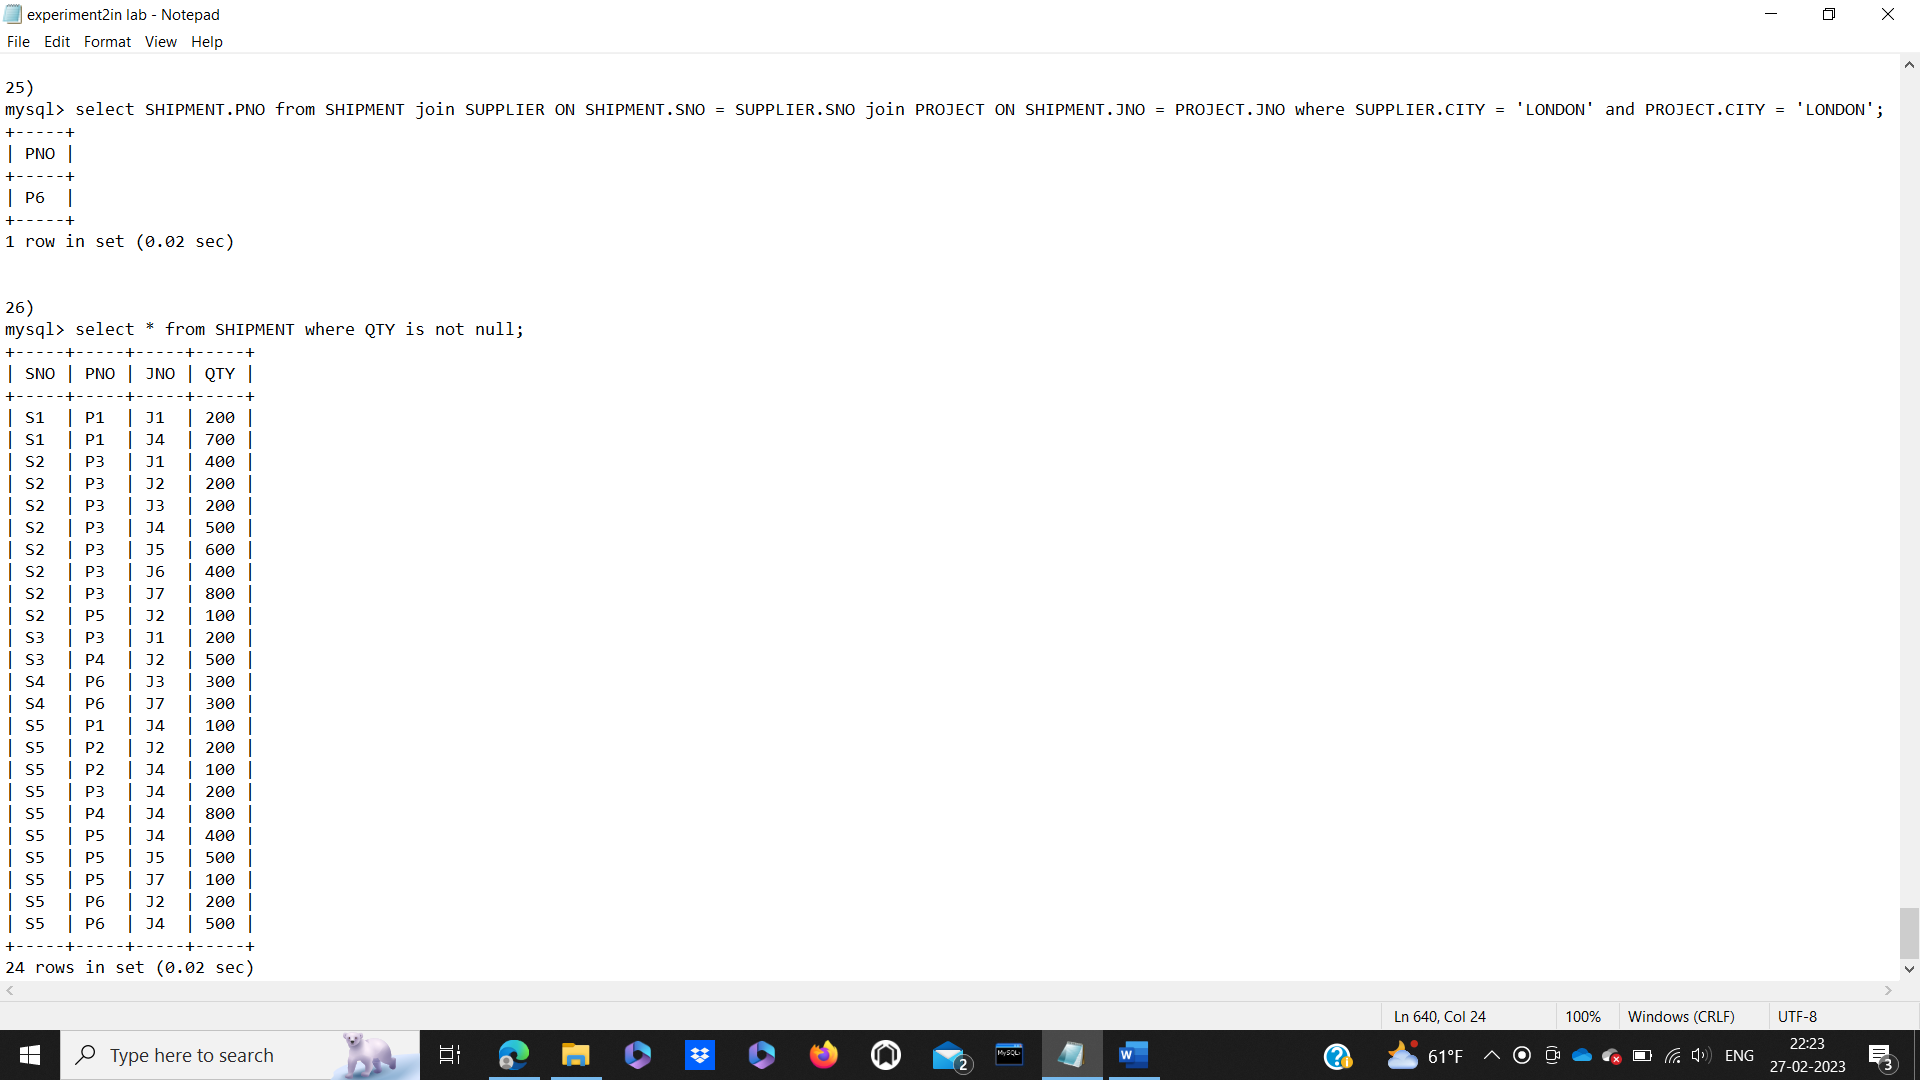 experiment2in lab - Notepad
File Edit Format View Help
25)
mysql> select SHIPMENT.PNO from SHIPMENT join SUPPLIER ON SHIPMENT.SNO = SUPPLIER.SNO join PROJECT ON SHIPMENT.JNO = PROJECT.JNO where SUPPLIER.CITY = 'LONDON' and PROJECT.CITY = 'LONDON';
+-----+
| PNO |
+-----+
| P6  |
+-----+
1 row in set (0.02 sec)
26)
mysql> select * from SHIPMENT where QTY is not null;
+-----+-----+-----+-----+
| SNO | PNO | JNO | QTY |
+-----+-----+-----+-----+
| S1  | P1  | J1  | 200 |
| S1  | P1  | J4  | 700 |
| S2  | P3  | J1  | 400 |
| S2  | P3  | J2  | 200 |
| S2  | P3  | J3  | 200 |
| S2  | P3  | J4  | 500 |
| S2  | P3  | J5  | 600 |
| S2  | P3  | J6  | 400 |
| S2  | P3  | J7  | 800 |
| S2  | P5  | J2  | 100 |
| S3  | P3  | J1  | 200 |
| S3  | P4  | J2  | 500 |
| S4  | P6  | J3  | 300 |
| S4  | P6  | J7  | 300 |
| S5  | P1  | J4  | 100 |
| S5  | P2  | J2  | 200 |
| S5  | P2  | J4  | 100 |
| S5  | P3  | J4  | 200 |
| S5  | P4  | J4  | 800 |
| S5  | P5  | J4  | 400 |
| S5  | P5  | J5  | 500 |
| S5  | P5  | J7  | 100 |
| S5  | P6  | J2  | 200 |
| S5  | P6  | J4  | 500 |
+-----+-----+-----+-----+
24 rows in set (0.02 sec)
Ln 640, Col 24 100% Windows (CRLF) UTF-8
Type here to search 2 W 61°F ENG 22:23
27-02-2023 3